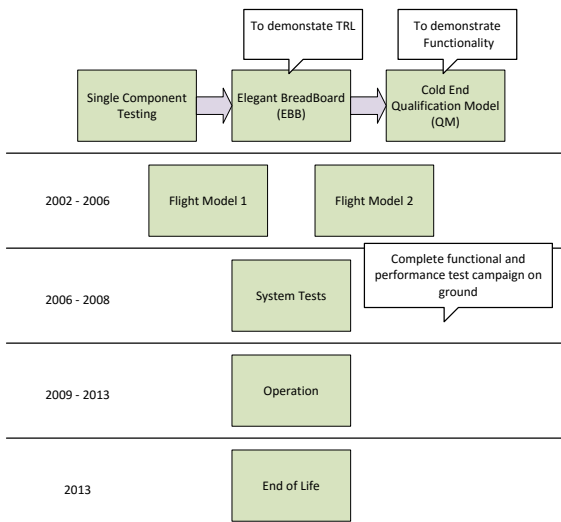 To demonstate TRL
To demonstrate
Functionality
Single Component
Testing
Elegant BreadBoard
(EBB)
Cold End
Qualification Model
(QM)
2002 - 2006
Flight Model 1
Flight Model 2
Complete functional and
performance test campaign on
ground
2006 - 2008
System Tests
2009 - 2013
Operation
2013
End of Life